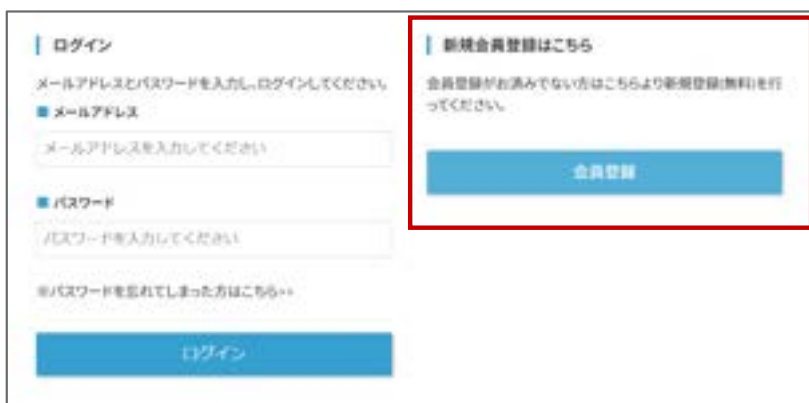 ログイン
メールアドレスとパスワードを入力し、ログインしてください。
■ メールアドレス
メールアドレスを入力してください
■ パスワード
パスワードを入力してください
※パスワードを忘れてしまった方はこちら>>
ログイン
新規会員登録はこちら
会員登録がお済みでない方はこちらより新規登録(無料)を行
ってください。
会員登録